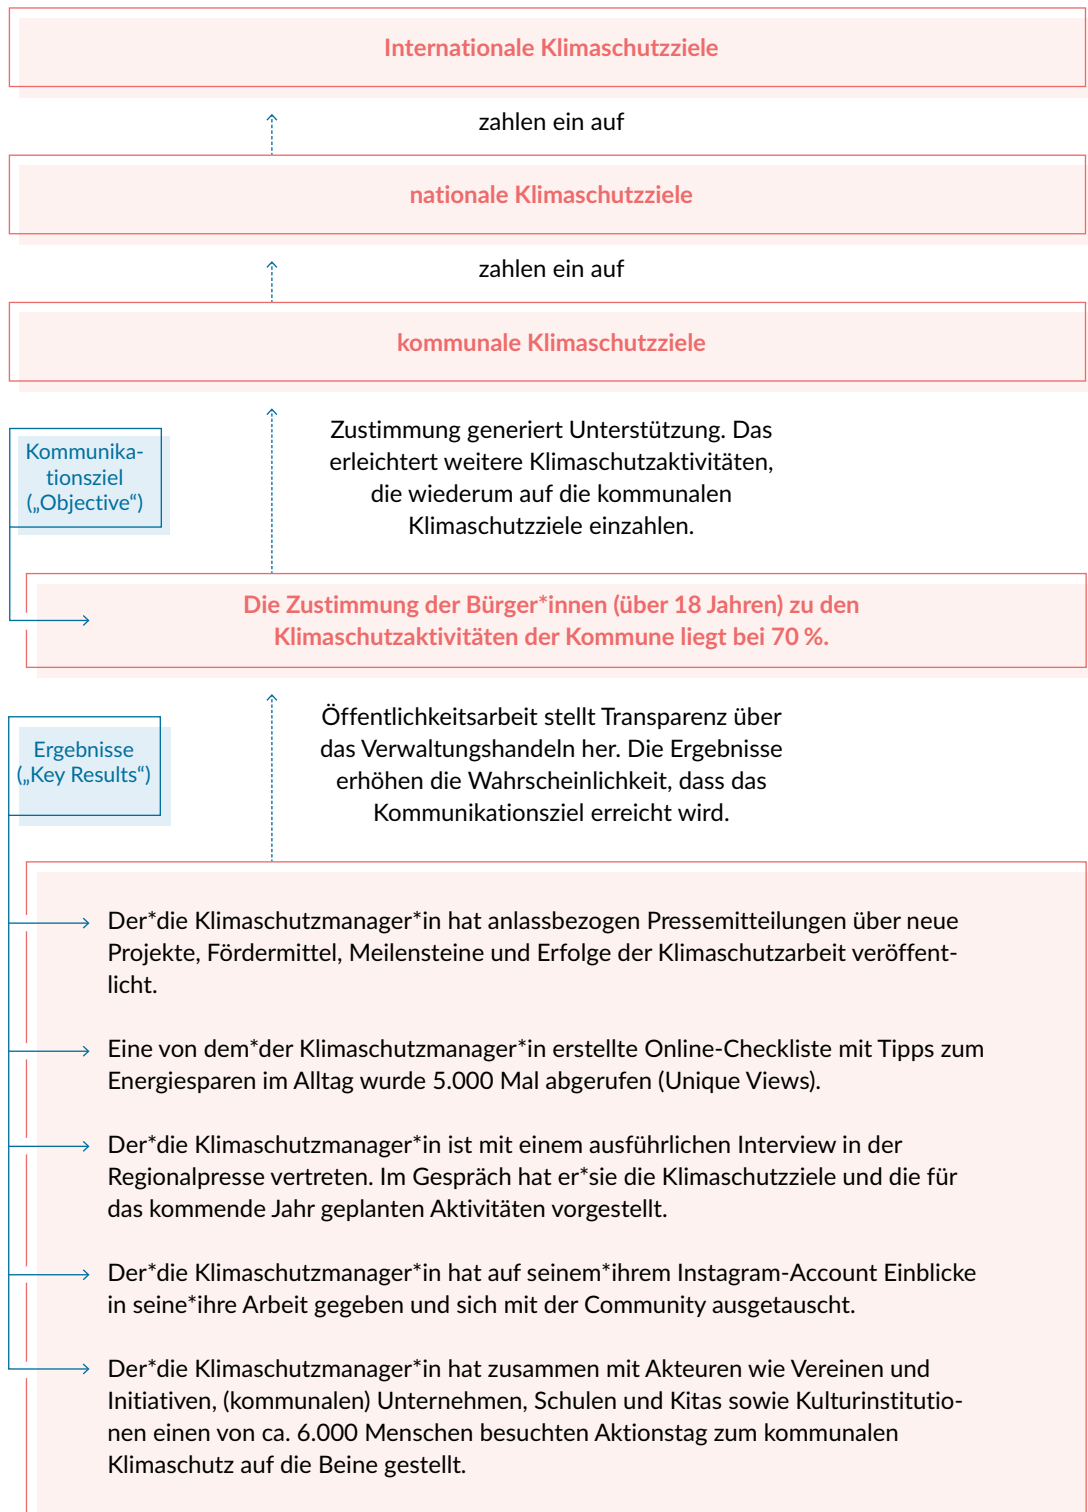 Internationale Klimaschutzziele
zahlen ein auf
nationale Klimaschutzziele
zahlen ein auf
kommunale Klimaschutzziele
Kommunika-
tionsziel
(„Objective“)
Zustimmung generiert Unterstützung. Das
erleichtert weitere Klimaschutzaktivitäten,
die wiederum auf die kommunalen
Klimaschutzziele einzahlen.
Die Zustimmung der Bürger*innen (über 18 Jahren) zu den
Klimaschutzaktivitäten der Kommune liegt bei 70 %.
Ergebnisse
(„Key Results“)
Öffentlichkeitsarbeit stellt Transparenz über
das Verwaltungshandeln her. Die Ergebnisse
erhöhen die Wahrscheinlichkeit, dass das
Kommunikationsziel erreicht wird.
Der*die Klimaschutzmanager*in hat anlassbezogen Pressemitteilungen über neue
Projekte, Fördermittel, Meilensteine und Erfolge der Klimaschutzarbeit veröffent-
licht.
Eine von dem*der Klimaschutzmanager*in erstellte Online-Checkliste mit Tipps zum
Energiesparen im Alltag wurde 5.000 Mal abgerufen (Unique Views).
Der*die Klimaschutzmanager*in ist mit einem ausführlichen Interview in der
Regionalpresse vertreten. Im Gespräch hat er*sie die Klimaschutzziele und die für
das kommende Jahr geplanten Aktivitäten vorgestellt.
Der*die Klimaschutzmanager*in hat auf seinem*ihrem Instagram-Account Einblicke
in seine*ihre Arbeit gegeben und sich mit der Community ausgetauscht.
Der*die Klimaschutzmanager*in hat zusammen mit Akteuren wie Vereinen und
Initiativen, (kommunalen) Unternehmen, Schulen und Kitas sowie Kulturinstitutio-
nen einen von ca. 6.000 Menschen besuchten Aktionstag zum kommunalen
Klimaschutz auf die Beine gestellt.